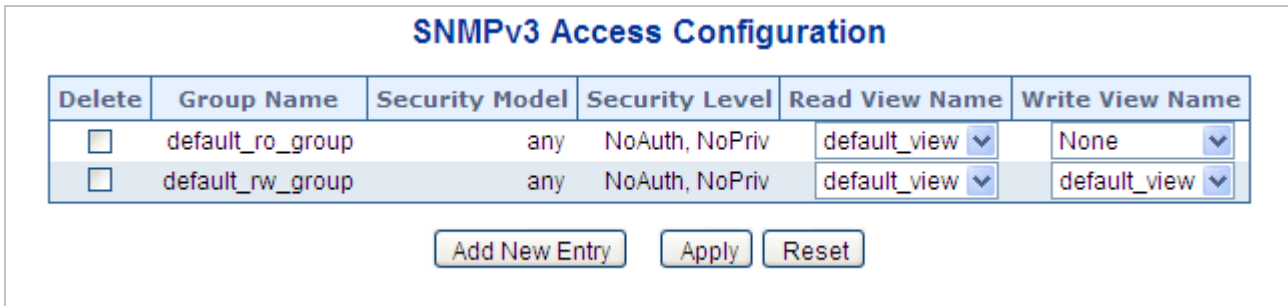 SNMPv3 Access Configuration
Delete Group Name Security Model Security Level Read View Name Write View Name
default_ro_group any NoAuth, NoPriv default_view None
default_rw_group any NoAuth, NoPriv default_view default_view
Add New Entry Apply Reset